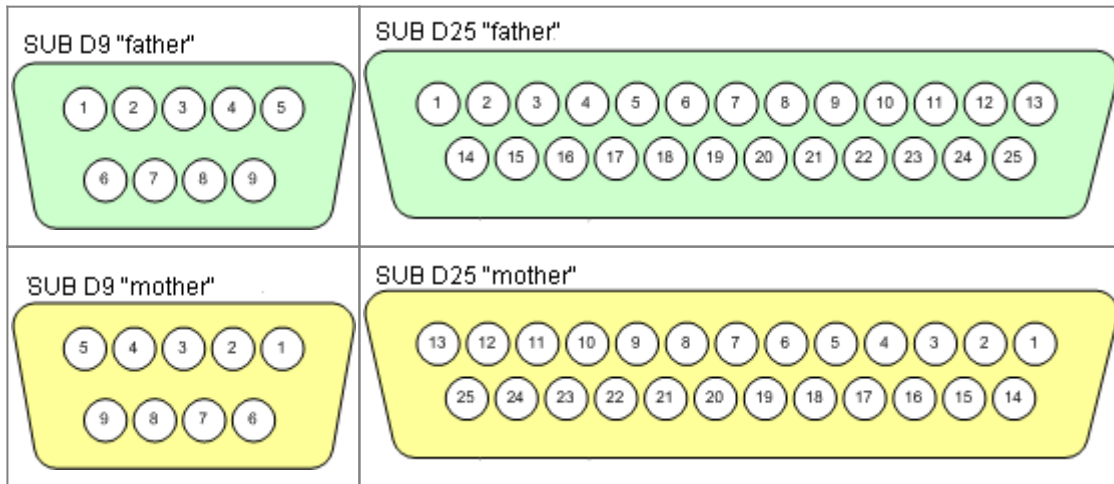 SUB D9 "father"
1 2 3 4 5
6 7 8 9
SUB D25 "father"
1 2 3 4 5 6 7 8 9 10 11 12 13
14 15 16 17 18 19 20 21 22 23 24 25
SUB D9 "mother"
5 4 3 2 1
9 8 7 6
SUB D25 "mother"
13 12 11 10 9 8 7 6 5 4 3 2 1
25 24 23 22 21 20 19 18 17 16 15 14